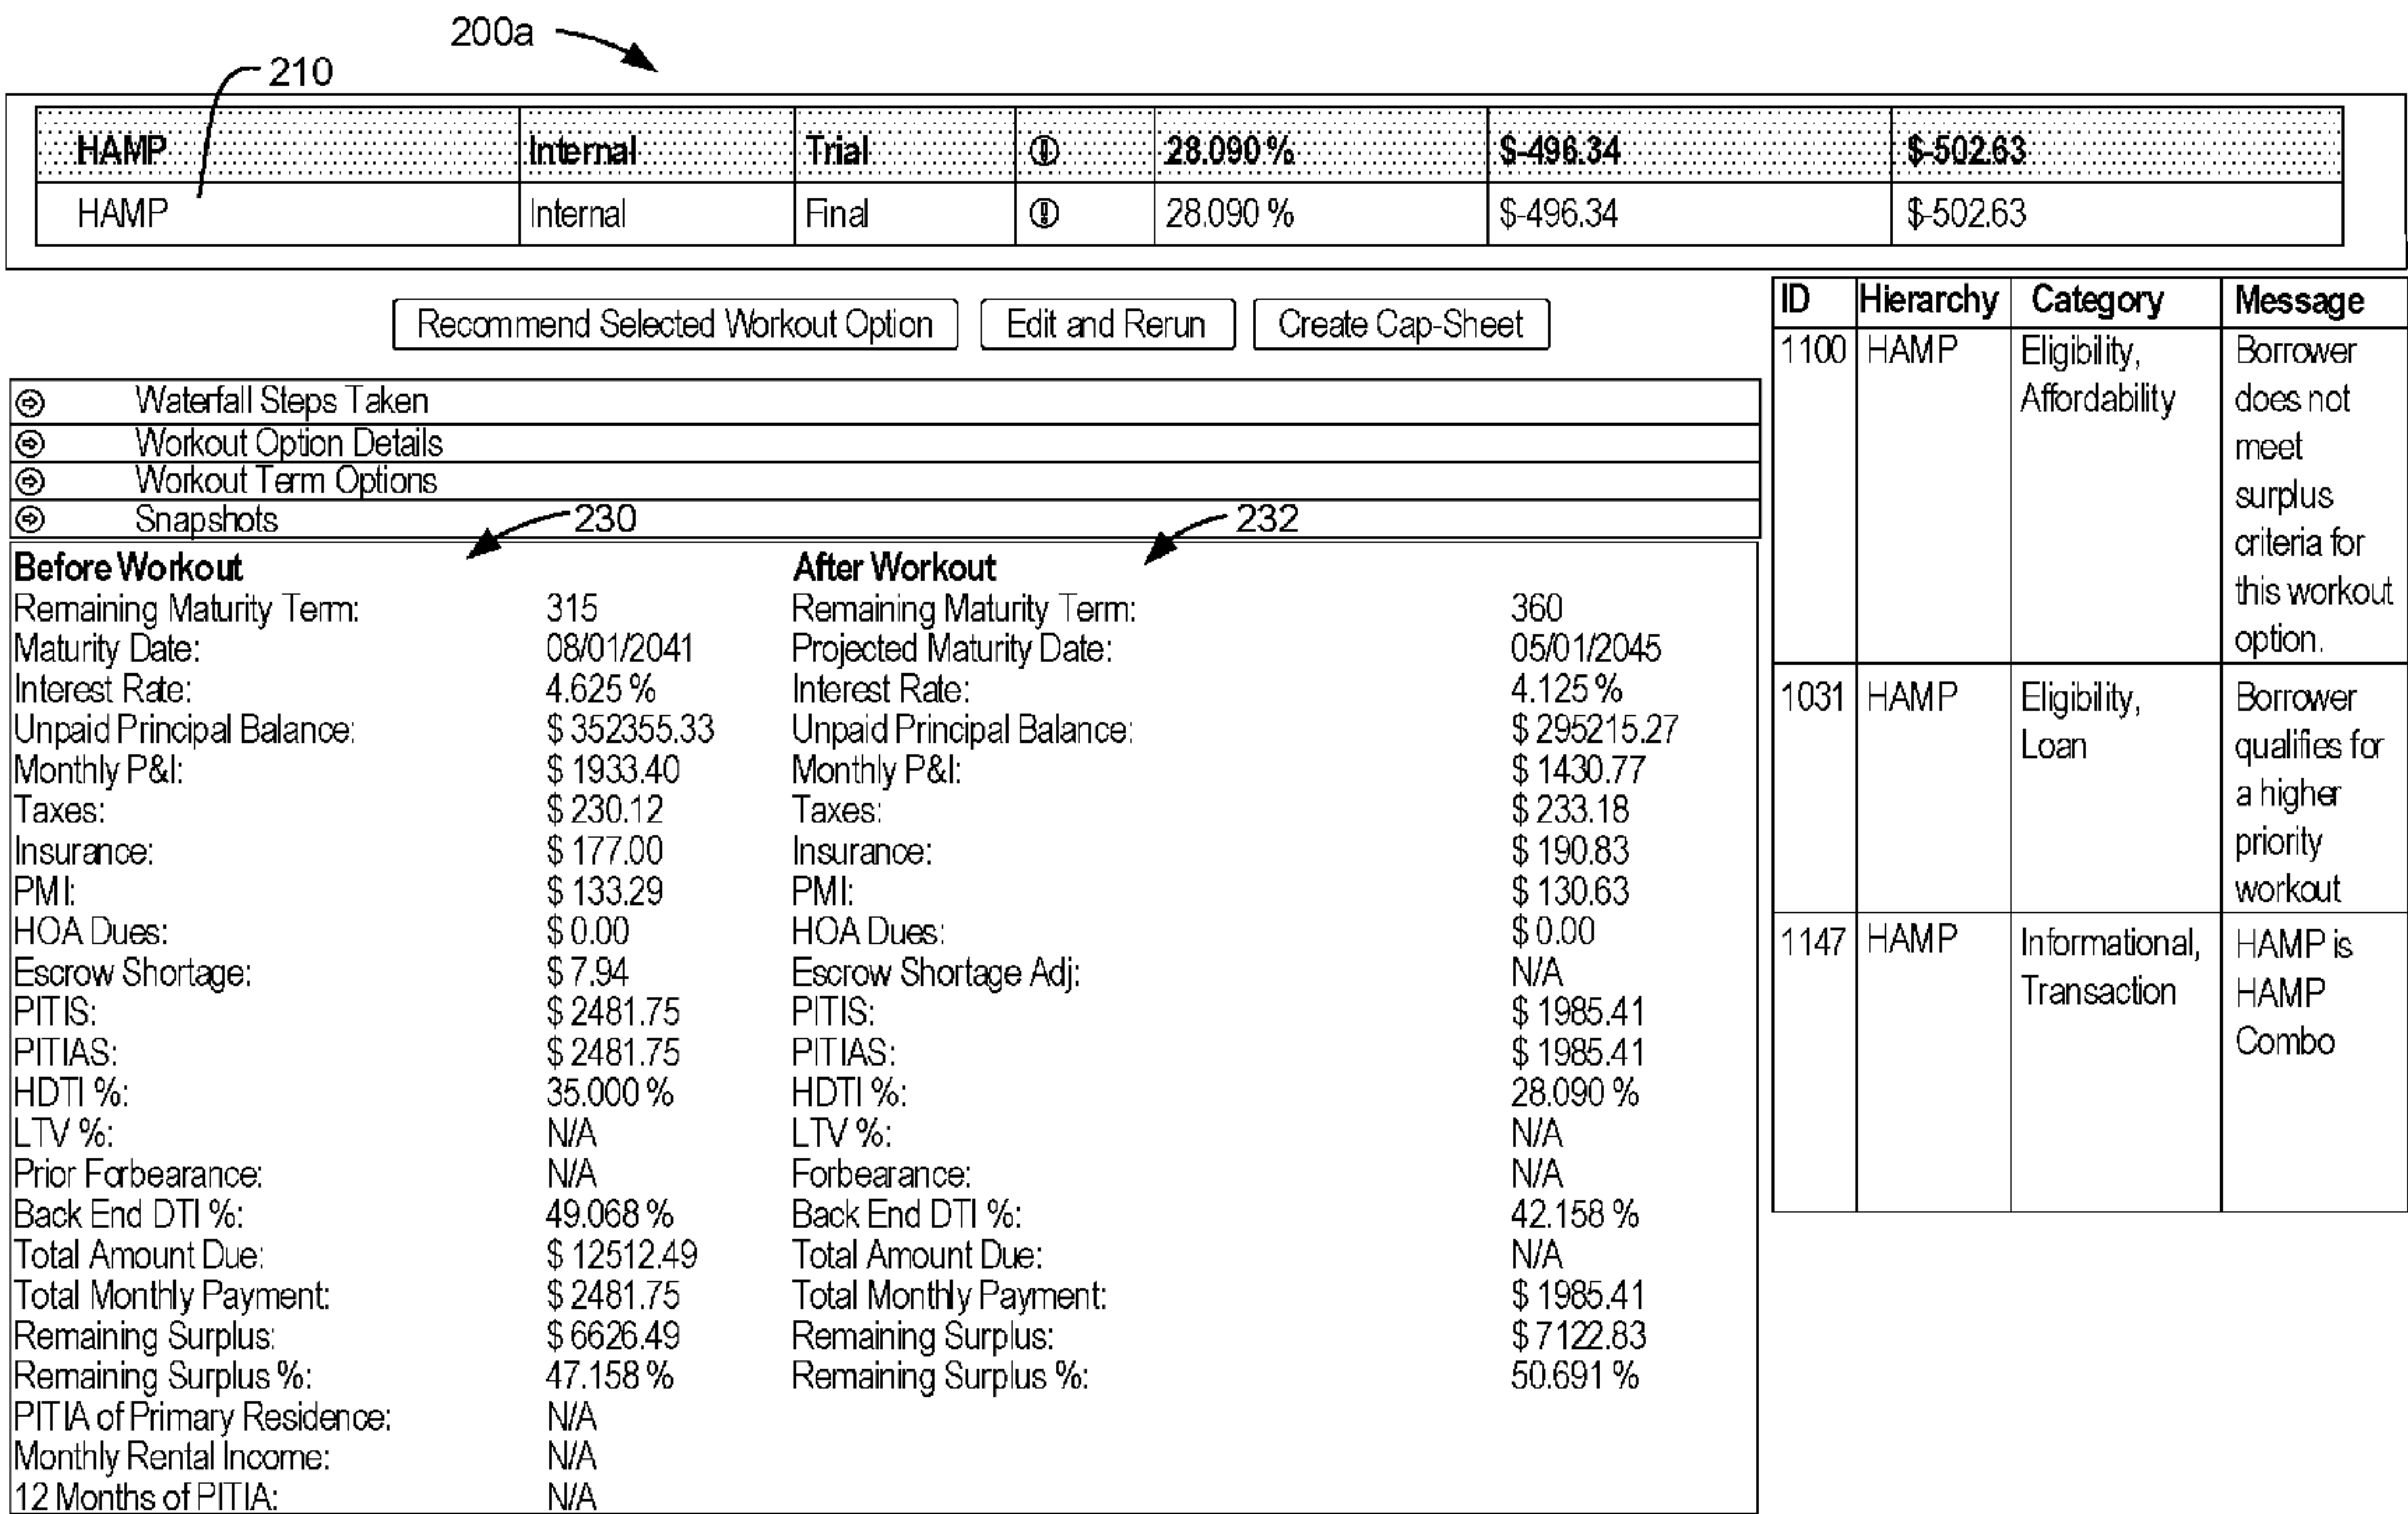 200a
210
HAMP Internal Trial 28.090 % $-496.34 $-502.63
HAMP Internal Final 28.090 % $-496.34 $-502.63
Recommend Selected Workout Option Edit and Rerun Create Cap-Sheet
Waterfall Steps Taken
Workout Option Details
Workout Term Options
Snapshots
230
232
Before Workout After Workout
Remaining Maturity Term: 315 Remaining Maturity Term: 360
Maturity Date: 08/01/2041 Projected Maturity Date: 05/01/2045
Interest Rate: 4.625 % Interest Rate: 4.125 %
Unpaid Principal Balance: $ 352355.33 Unpaid Principal Balance: $ 295215.27
Monthly P&I: $ 1933.40 Monthly P&I: $ 1430.77
Taxes: $ 230.12 Taxes: $ 233.18
Insurance: $ 177.00 Insurance: $ 190.83
PMI: $ 133.29 PMI: $ 130.63
HOA Dues: $ 0.00 HOA Dues: $ 0.00
Escrow Shortage: $ 7.94 Escrow Shortage Adj: N/A
PITIS: $ 2481.75 PITIS: $ 1985.41
PITIAS: $ 2481.75 PITIAS: $ 1985.41
HDTI %: 35.000 % HDTI %: 28.090 %
LTV %: N/A LTV %: N/A
Prior Forbearance: N/A Forbearance: N/A
Back End DTI %: 49.068 % Back End DTI %: 42.158 %
Total Amount Due: $ 12512.49 Total Amount Due: N/A
Total Monthly Payment: $ 2481.75 Total Monthly Payment: $ 1985.41
Remaining Surplus: $ 6626.49 Remaining Surplus: $ 7122.83
Remaining Surplus %: 47.158 % Remaining Surplus %: 50.691 %
PITIA of Primary Residence: N/A
Monthly Rental Income: N/A
12 Months of PITIA: N/A
ID Hierarchy Category Message
1100 HAMP Eligibility, Borrower
Affordability does not
meet
surplus
criteria for
this workout
option.
1031 HAMP Eligibility, Borrower
Loan qualifies for
a higher
priority
workout
1147 HAMP Informational, HAMP is
Transaction HAMP
Combo